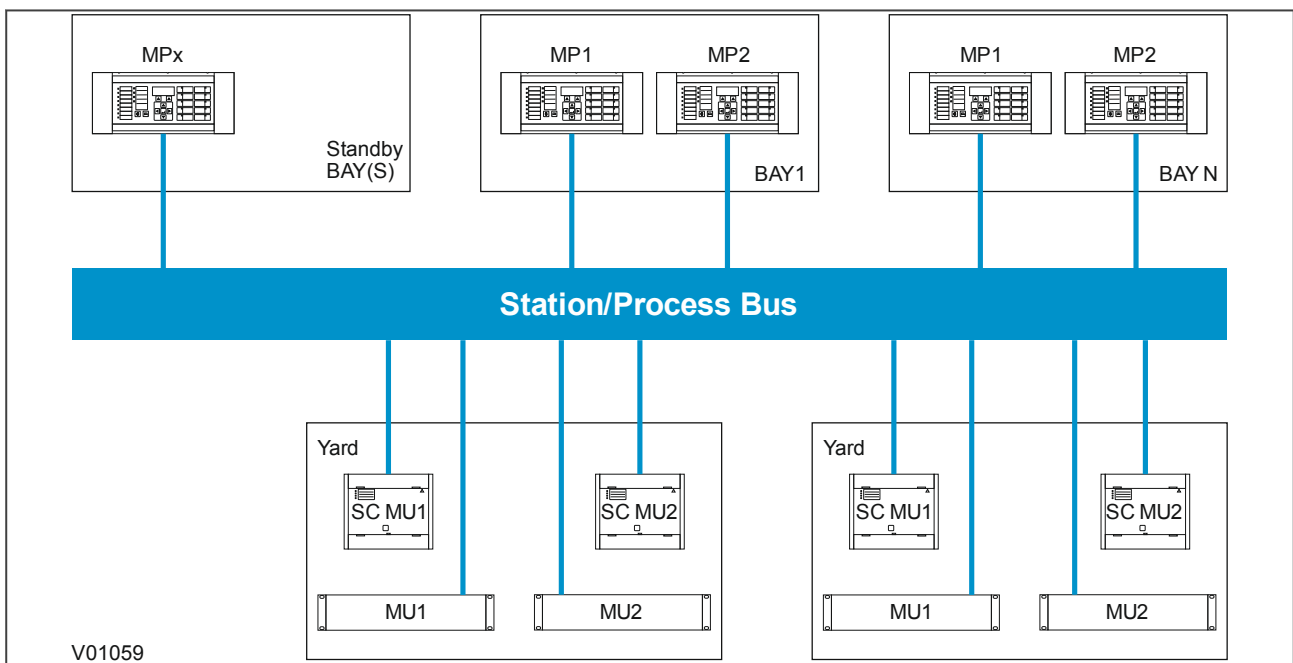 MPx
MP1
MP2
MP1
MP2
Standby
BAY(S)
BAY1
BAY N
Station/Process Bus
Yard
Yard
SC MU1
SC MU2
SC MU1
SC MU2
MU1
MU2
MU1
MU2
V01059